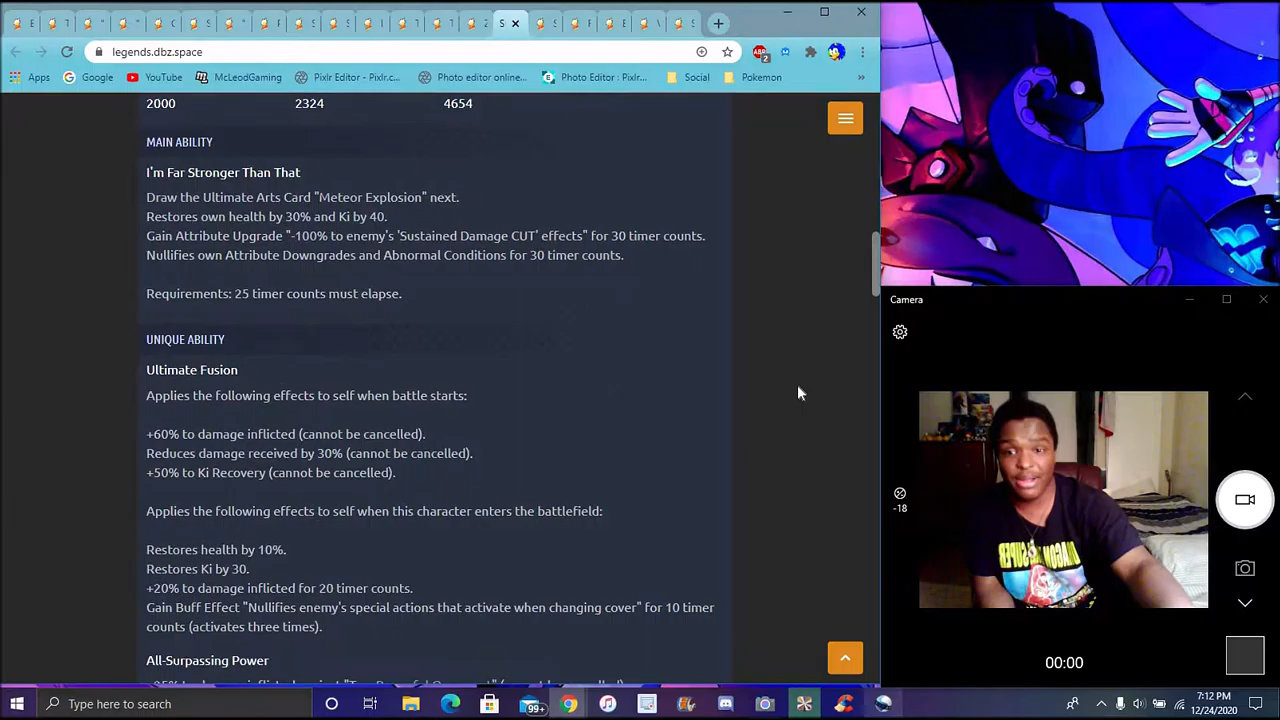 legends.dbz.space
ABP
2
Apps Google YouTube McLeodGaming Pixlr Editor - Pixlr.c... Photo editor online... Photo Editor : Pixlr... Social Pokemon »
2000 2324 4654
MAIN ABILITY
I'm Far Stronger Than That
Draw the Ultimate Arts Card "Meteor Explosion" next.
Restores own health by 30% and Ki by 40.
Gain Attribute Upgrade "-100% to enemy's 'Sustained Damage CUT' effects" for 30 timer counts.
Nullifies own Attribute Downgrades and Abnormal Conditions for 30 timer counts.
Requirements: 25 timer counts must elapse.
UNIQUE ABILITY
Ultimate Fusion
Applies the following effects to self when battle starts:
+60% to damage inflicted (cannot be cancelled).
Reduces damage received by 30% (cannot be cancelled).
+50% to Ki Recovery (cannot be cancelled).
Applies the following effects to self when this character enters the battlefield:
Restores health by 10%.
Restores Ki by 30.
+20% to damage inflicted for 20 timer counts.
Gain Buff Effect "Nullifies enemy's special actions that activate when changing cover" for 10 timer
counts (activates three times).
All-Surpassing Power
Camera
-18
00:00
Type here to search
99+
7:12 PM
12/24/2020